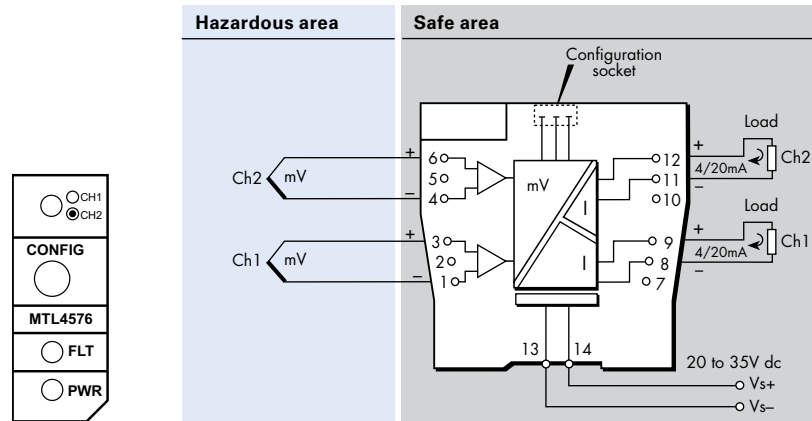 Hazardous area
Safe area
Configuration
socket
Load
+
4/20mA
Ch2
–
+
Ch2
mV
–
6
5
4
mV
I
I
12
11
10
Load
+
4/20mA
Ch1
–
+
Ch1
mV
–
3
2
1
9
8
7
13
14
20 to 35V dc
Vs+
Vs–
CH1
CH2
CONFIG
MTL4576
FLT
PWR